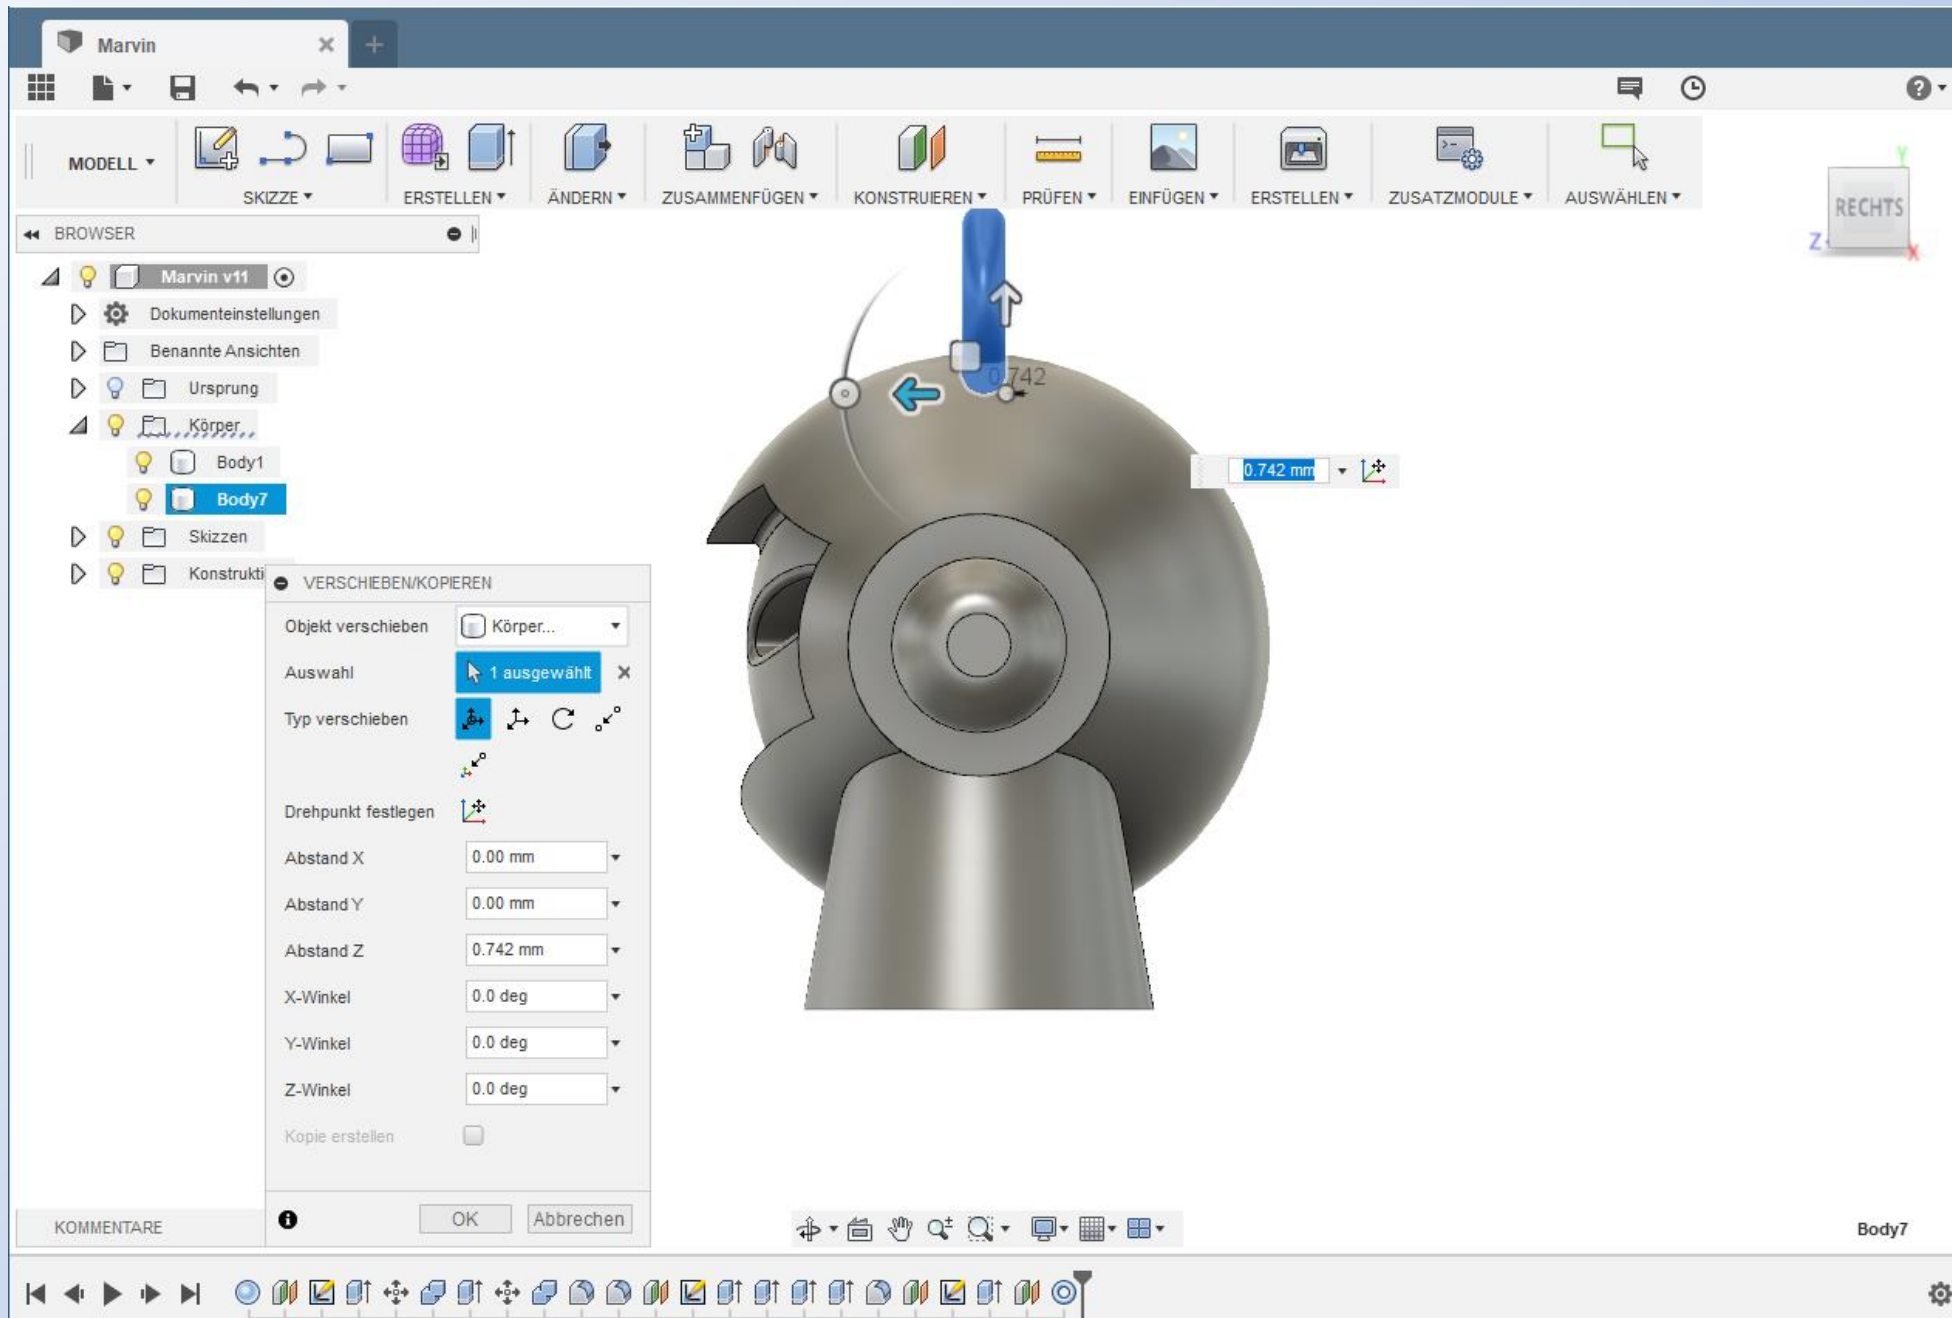 Marvin
MODELL
SKIZZE
ERSTELLEN
ÄNDERN
ZUSAMMENFÜGEN
KONSTRUIEREN
PRÜFEN
EINFÜGEN
ERSTELLEN
ZUSATZMODULE
AUSWÄHLEN
Y
RECHTS
Z
X
BROWSER
Marvin v11
Dokumenteinstellungen
Benannte Ansichten
Ursprung
Körper
Body1
Body7
Skizzen
Konstrukti
0.742
0.742 mm
VERSCHIEBEN/KOPIEREN
Objekt verschieben Körper...
Auswahl 1 ausgewählt
Typ verschieben
Drehpunkt festlegen
Abstand X 0.00 mm
Abstand Y 0.00 mm
Abstand Z 0.742 mm
X-Winkel 0.0 deg
Y-Winkel 0.0 deg
Z-Winkel 0.0 deg
Kopie erstellen
OK Abbrechen
KOMMENTARE
Body7